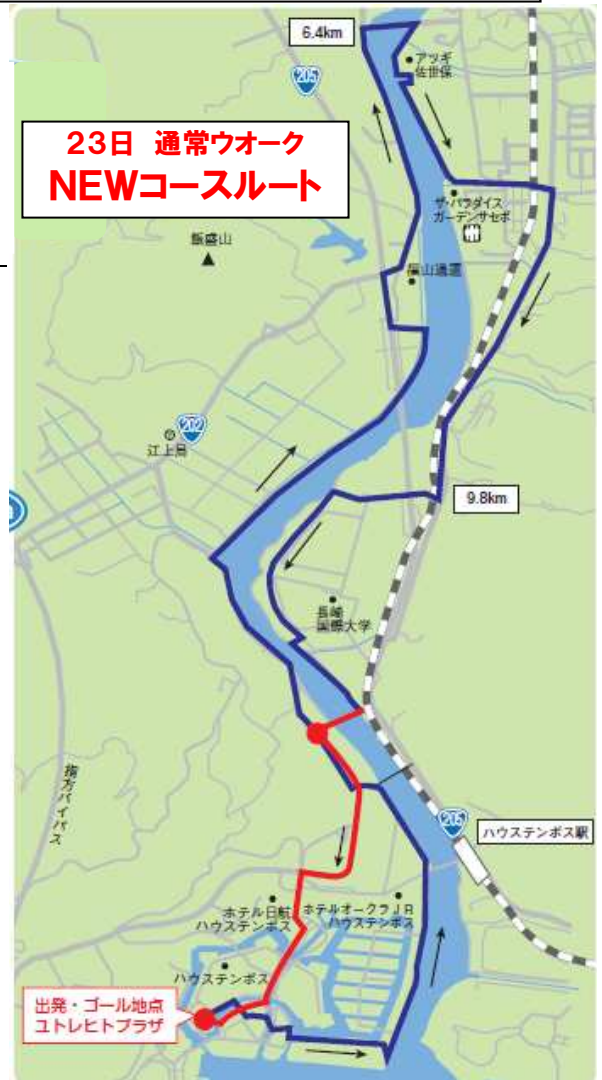 6.4km
アツギ
佐世保
205
23日 通常ウオーク
NEWコースルート
ザ・パラダイス
ガーデンサセボ
飯盛山
福山通運
202
江上局
9.8km
長崎
国際大学
指方バイパス
205
ハウステンボス駅
ホテル日航
ハウステンボス
ホテルオークラJR
ハウステンボス
ハウステンボス
出発・ゴール地点
ユトレヒトプラザ